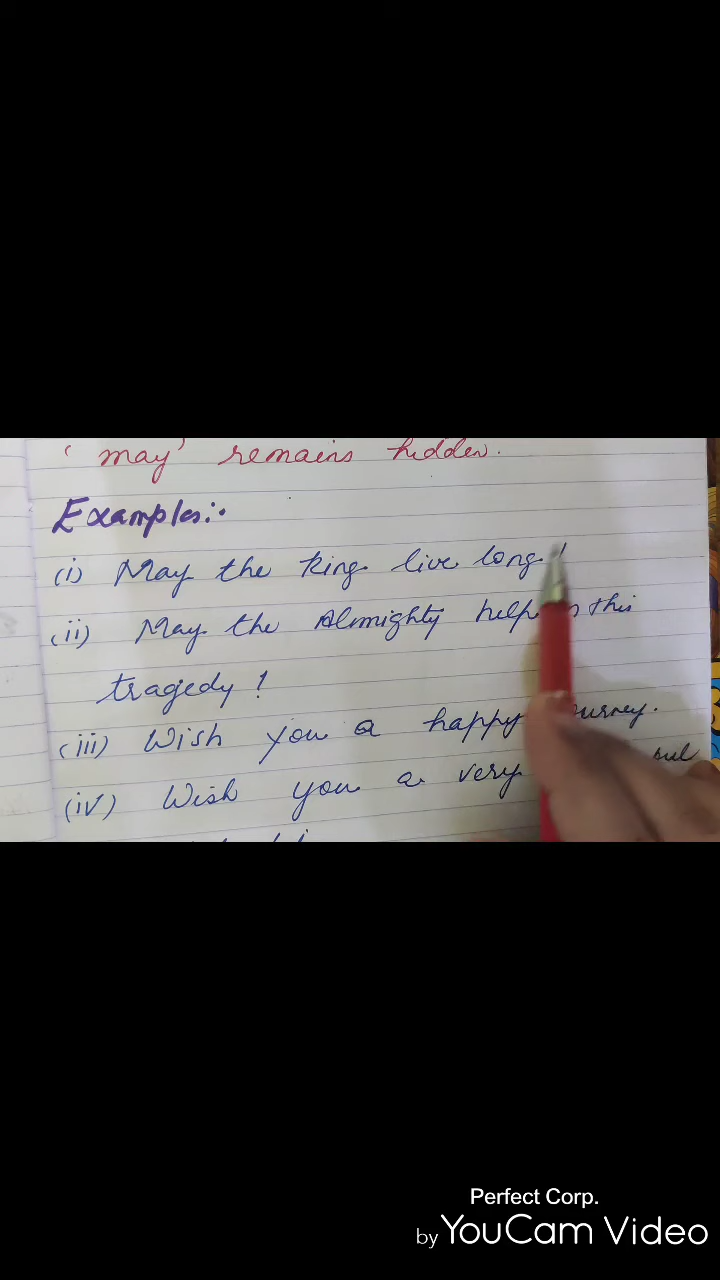 'may' remains hidden.
Examples:-
(i) May the king live long !
(ii) May the Almighty help this
tragedy !
(iii) Wish you a happy
(iv) Wish you a very
Perfect Corp.
by YouCam Video